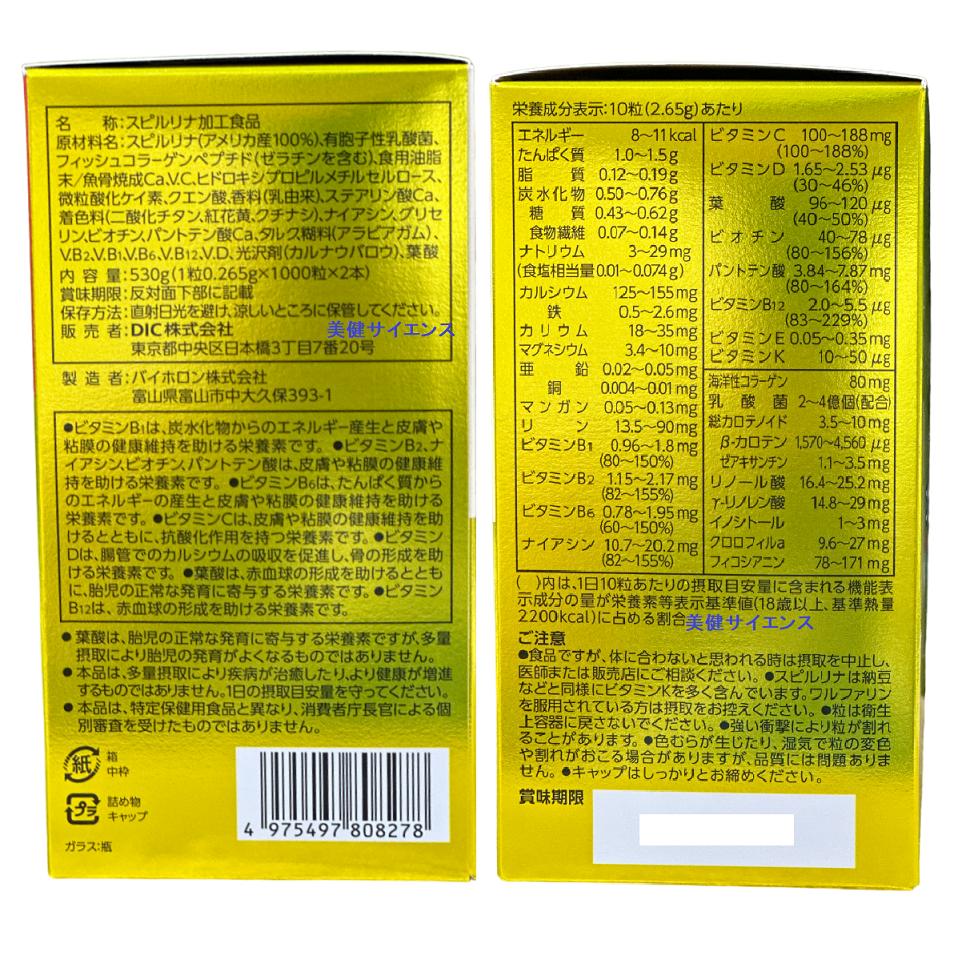 名　称:スピルリナ加工食品
原材料名:スピルリナ(アメリカ産100%)、有胞子性乳酸菌、
フィッシュコラーゲンペプチド(ゼラチンを含む)、食用油脂
末/魚骨焼成Ca、V.C、ヒドロキシプロピルメチルセルロース、
微粒酸化ケイ素、クエン酸、香料(乳由来)、ステアリン酸Ca、
着色料(二酸化チタン、紅花黄、クチナシ)、ナイアシン、グリセ
リン、ビオチン、パントテン酸Ca、タルク、糊料(アラビアガム)、
V.B2、V.B1、V.B6、V.B12、V.D、光沢剤(カルナウバロウ)、葉酸
内容量:530g(1粒0.265g×1000粒×2本)
賞味期限:反対面下部に記載
保存方法:直射日光を避け、涼しいところに保管してください。
販売者:DIC株式会社
美健サイエンス
東京都中央区日本橋3丁目7番20号
製造者:バイホロン株式会社
富山県富山市中大久保393-1
●ビタミンB1は、炭水化物からのエネルギー産生と皮膚や
粘膜の健康維持を助ける栄養素です。●ビタミンB2、ナ
イアシン、ビオチン、パントテン酸は、皮膚や粘膜の健康維
持を助ける栄養素です。●ビタミンB6は、たんぱく質から
のエネルギーの産生と皮膚や粘膜の健康維持を助ける
栄養素です。●ビタミンCは、皮膚や粘膜の健康維持を助
けるとともに、抗酸化作用を持つ栄養素です。●ビタミン
Dは、腸管でのカルシウムの吸収を促進し、骨の形成を助
ける栄養素です。●葉酸は、赤血球の形成を助けるととも
に、胎児の正常な発育に寄与する栄養素です。●ビタミン
B12は、赤血球の形成を助ける栄養素です。
●葉酸は、胎児の正常な発育に寄与する栄養素ですが、多量
摂取により胎児の発育がよくなるものではありません。
●本品は、多量摂取により疾病が治癒したり、より健康が増進
するものではありません。1日の摂取目安量を守ってください。
●本品は、特定保健用食品と異なり、消費者庁長官による個
別審査を受けたものではありません。
紙
箱
中枠
プラ
詰め物
キャップ
ガラス:瓶
4 975497 808278
栄養成分表示:10粒(2.65g)あたり
エネルギー 8～11kcal
たんぱく質 1.0～1.5g
脂質 0.12～0.19g
炭水化物 0.50～0.76g
糖質 0.43～0.62g
食物繊維 0.07～0.14g
ナトリウム 3～29mg
(食塩相当量0.01～0.074g)
カルシウム 125～155mg
鉄 0.5～2.6mg
カリウム 18～35mg
マグネシウム 3.4～10mg
亜鉛 0.02～0.05mg
銅 0.004～0.01mg
マンガン 0.05～0.13mg
リン 13.5～90mg
ビタミンB1 0.96～1.8mg
(80～150%)
ビタミンB2 1.15～2.17mg
(82～155%)
ビタミンB6 0.78～1.95mg
(60～150%)
ナイアシン 10.7～20.2mg
(82～155%)
ビタミンC 100～188mg
(100～188%)
ビタミンD 1.65～2.53μg
(30～46%)
葉酸 96～120μg
(40～50%)
ビオチン 40～78μg
(80～156%)
パントテン酸 3.84～7.87mg
(80～164%)
ビタミンB12 2.0～5.5μg
(83～229%)
ビタミンE 0.05～0.35mg
ビタミンK 10～50μg
海洋性コラーゲン 80mg
乳酸菌 2～4億個(配合)
総カロテノイド 3.5～10mg
β-カロテン 1,570～4,560μg
ゼアキサンチン 1.1～3.5mg
リノール酸 16.4～25.2mg
γ-リノレン酸 14.8～29mg
イノシトール 1～3mg
クロロフィルa 9.6～27mg
フィコシアニン 78～171mg
( )内は、1日10粒あたりの摂取目安量に含まれる機能表
示成分の量が栄養素等表示基準値(18歳以上、基準熱量
2200kcal)に占める割合
美健サイエンス
ご注意
●食品ですが、体に合わないと思われる時は摂取を中止し、
医師または販売店にご相談ください。●スピルリナは納豆
などと同様にビタミンKを多く含んでいます。ワルファリン
を服用されている方は摂取をお控えください。●粒は衛生
上容器に戻さないでください。●強い衝撃により粒が割れ
ることがあります。●色むらが生じたり、湿気で粒の変色
や割れがおこる場合がありますが、品質には問題ありま
せん。●キャップはしっかりとお締めください。
賞味期限